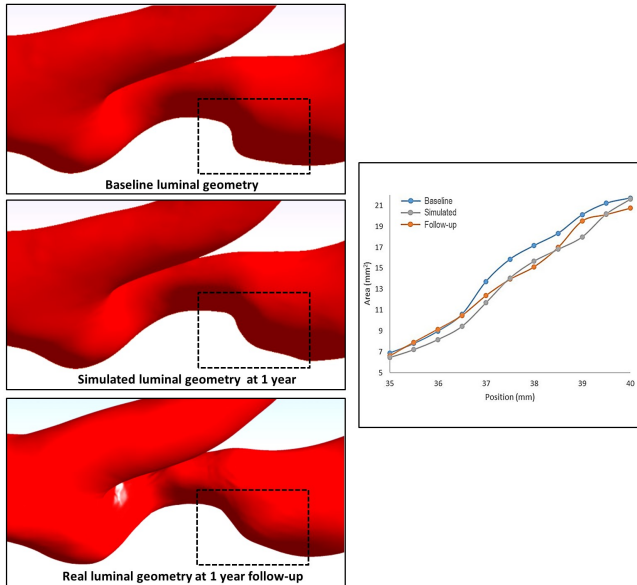 Baseline luminal geometry
Simulated luminal geometry at 1 year
Real luminal geometry at 1 year follow-up
Baseline
Simulated
Follow-up
Area (mm²)
21
19
17
15
13
11
9
7
5
35 36 37 38 39 40
Position (mm)